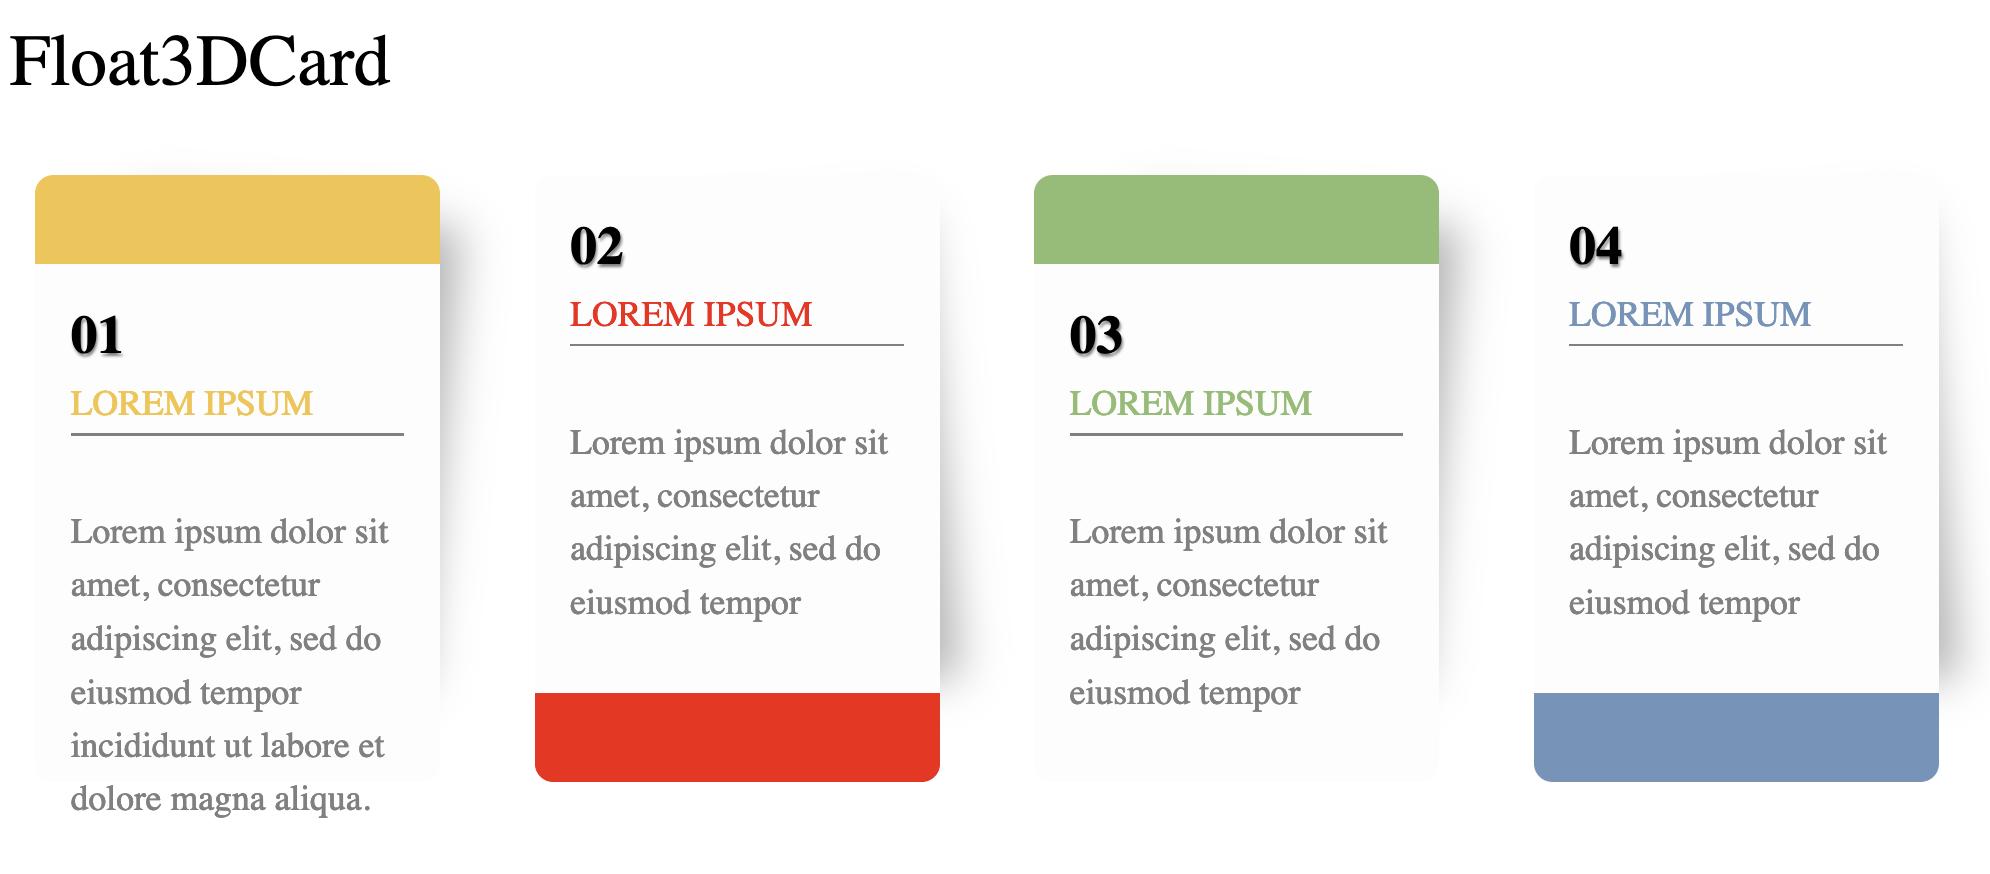 Float3DCard
01
LOREM IPSUM
Lorem ipsum dolor sit
amet, consectetur
adipiscing elit, sed do
eiusmod tempor
incididunt ut labore et
dolore magna aliqua.
02
LOREM IPSUM
Lorem ipsum dolor sit
amet, consectetur
adipiscing elit, sed do
eiusmod tempor
03
LOREM IPSUM
Lorem ipsum dolor sit
amet, consectetur
adipiscing elit, sed do
eiusmod tempor
04
LOREM IPSUM
Lorem ipsum dolor sit
amet, consectetur
adipiscing elit, sed do
eiusmod tempor